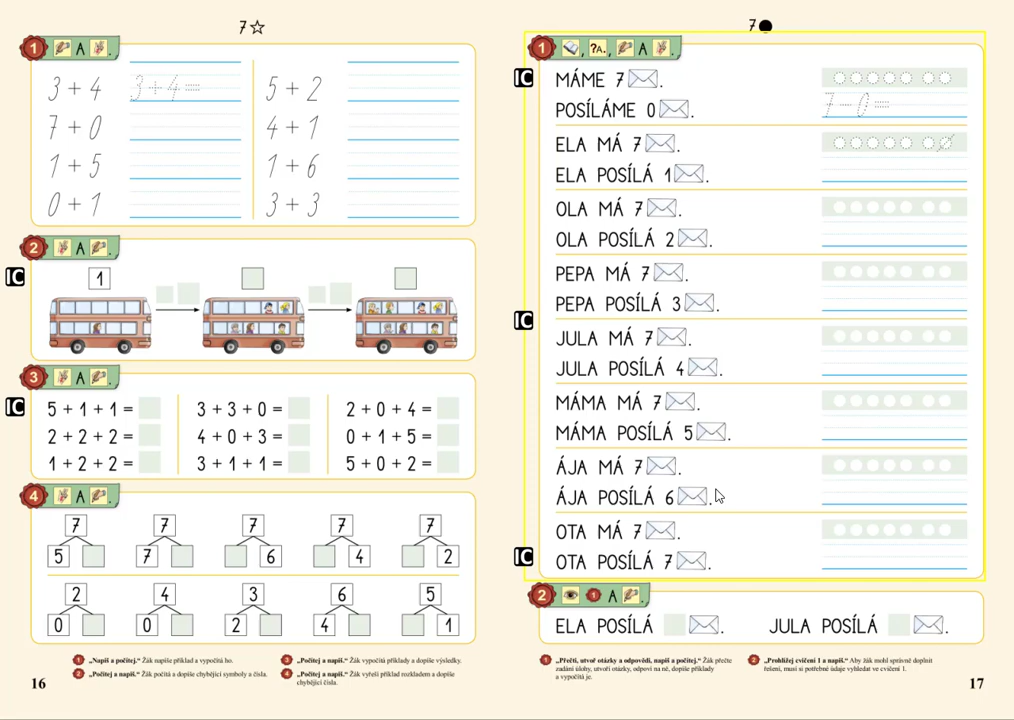 7☆
1 A .
3 + 4 3 + 4 =
7 + 0
1 + 5
0 + 1
5 + 2
4 + 1
1 + 6
3 + 3
2 A .
IC
1
3 A .
IC
5 + 1 + 1 =
2 + 2 + 2 =
1 + 2 + 2 =
3 + 3 + 0 =
4 + 0 + 3 =
3 + 1 + 1 =
2 + 0 + 4 =
0 + 1 + 5 =
5 + 0 + 2 =
4 A .
7 7 7 7 7
5 7 6 4 2
2 4 3 6 5
0 0 2 4 1
1 „Napiš a počítej.“ Žák napíše příklad a vypočítá ho.
2 „Počítej a napiš.“ Žák počítá a dopíše chybějící symboly a čísla.
3 „Počítej a napiš.“ Žák vypočítá příklady a dopíše výsledky.
4 „Počítej a napiš.“ Žák vyřeší příklad rozkladem a dopíše
chybějící čísla.
16
7●
1 , ?A., A .
IC
MÁME 7 .
POSÍLÁME 0 . 7 – 0 =
ELA MÁ 7 .
ELA POSÍLÁ 1 .
OLA MÁ 7 .
OLA POSÍLÁ 2 .
PEPA MÁ 7 .
PEPA POSÍLÁ 3 .
IC
JULA MÁ 7 .
JULA POSÍLÁ 4 .
MÁMA MÁ 7 .
MÁMA POSÍLÁ 5 .
ÁJA MÁ 7 .
ÁJA POSÍLÁ 6 .
OTA MÁ 7 .
IC
OTA POSÍLÁ 7 .
2 1 A .
ELA POSÍLÁ . JULA POSÍLÁ .
1 „Přečti, utvoř otázky a odpovědi, napiš a počítej.“ Žák přečte
zadání úlohy, utvoří otázky, odpoví na ně, dopíše příklady
a vypočítá je.
2 „Prohlížej cvičení 1 a napiš.“ Aby žák mohl správně doplnit
řešení, musí si potřebné údaje vyhledat ve cvičení 1.
17